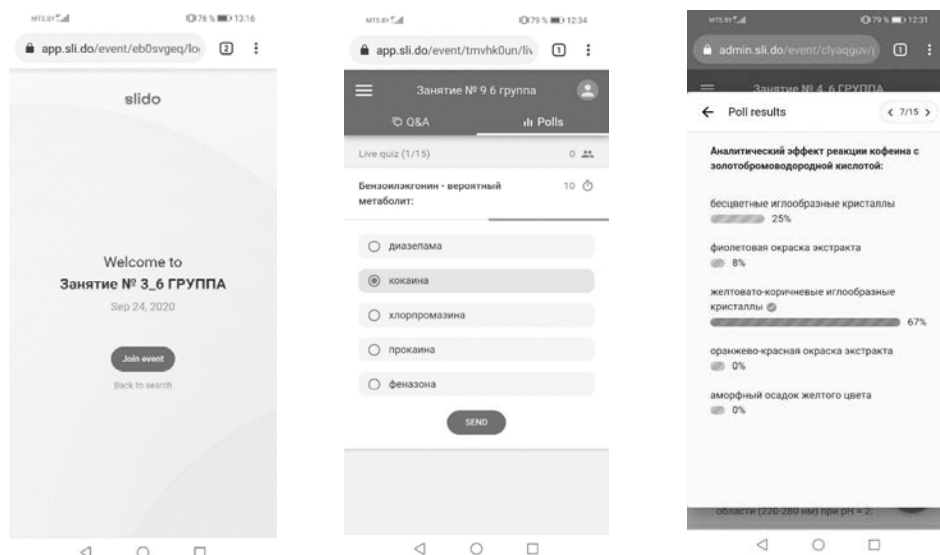 MTS.BY
76 % 13:16
app.sli.do/event/eb0svgeq/lo
2
slido
Welcome to
Занятие № 3_6 ГРУППА
Sep 24, 2020
Join event
Back to search
MTS.BY
79 % 12:34
app.sli.do/event/tmvhk0un/liv
1
Занятие № 9 6 группа
Q&A
Polls
Live quiz (1/15)
0
Бензоилэкгонин - вероятный
метаболит:
10
диазепама
кокаина
хлорпромазина
прокаина
феназона
SEND
MTS.BY
79 % 12:31
admin.sli.do/event/clyaqguv/
1
Занятие № 4_6 ГРУППА
Poll results
7/15
Аналитический эффект реакции кофеина с
золотобромоводородной кислотой:
бесцветные иглообразные кристаллы
25%
фиолетовая окраска экстракта
8%
желтовато-коричневые иглообразные
кристаллы
67%
оранжево-красная окраска экстракта
0%
аморфный осадок желтого цвета
0%
области (220-280 нм) при pH = 2: